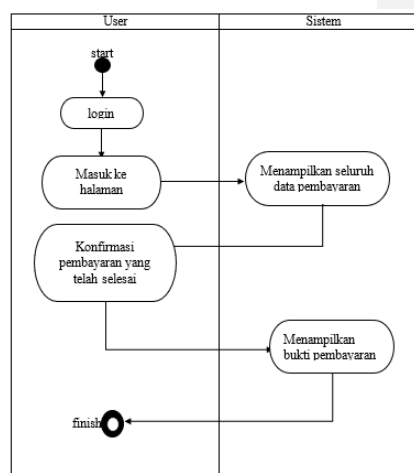 User
Sistem
start
login
Masuk ke
halaman
Menampilkan seluruh
data pembayaran
Konfirmasi
pembayaran yang
telah selesai
Menampilkan
bukti pembayaran
finish